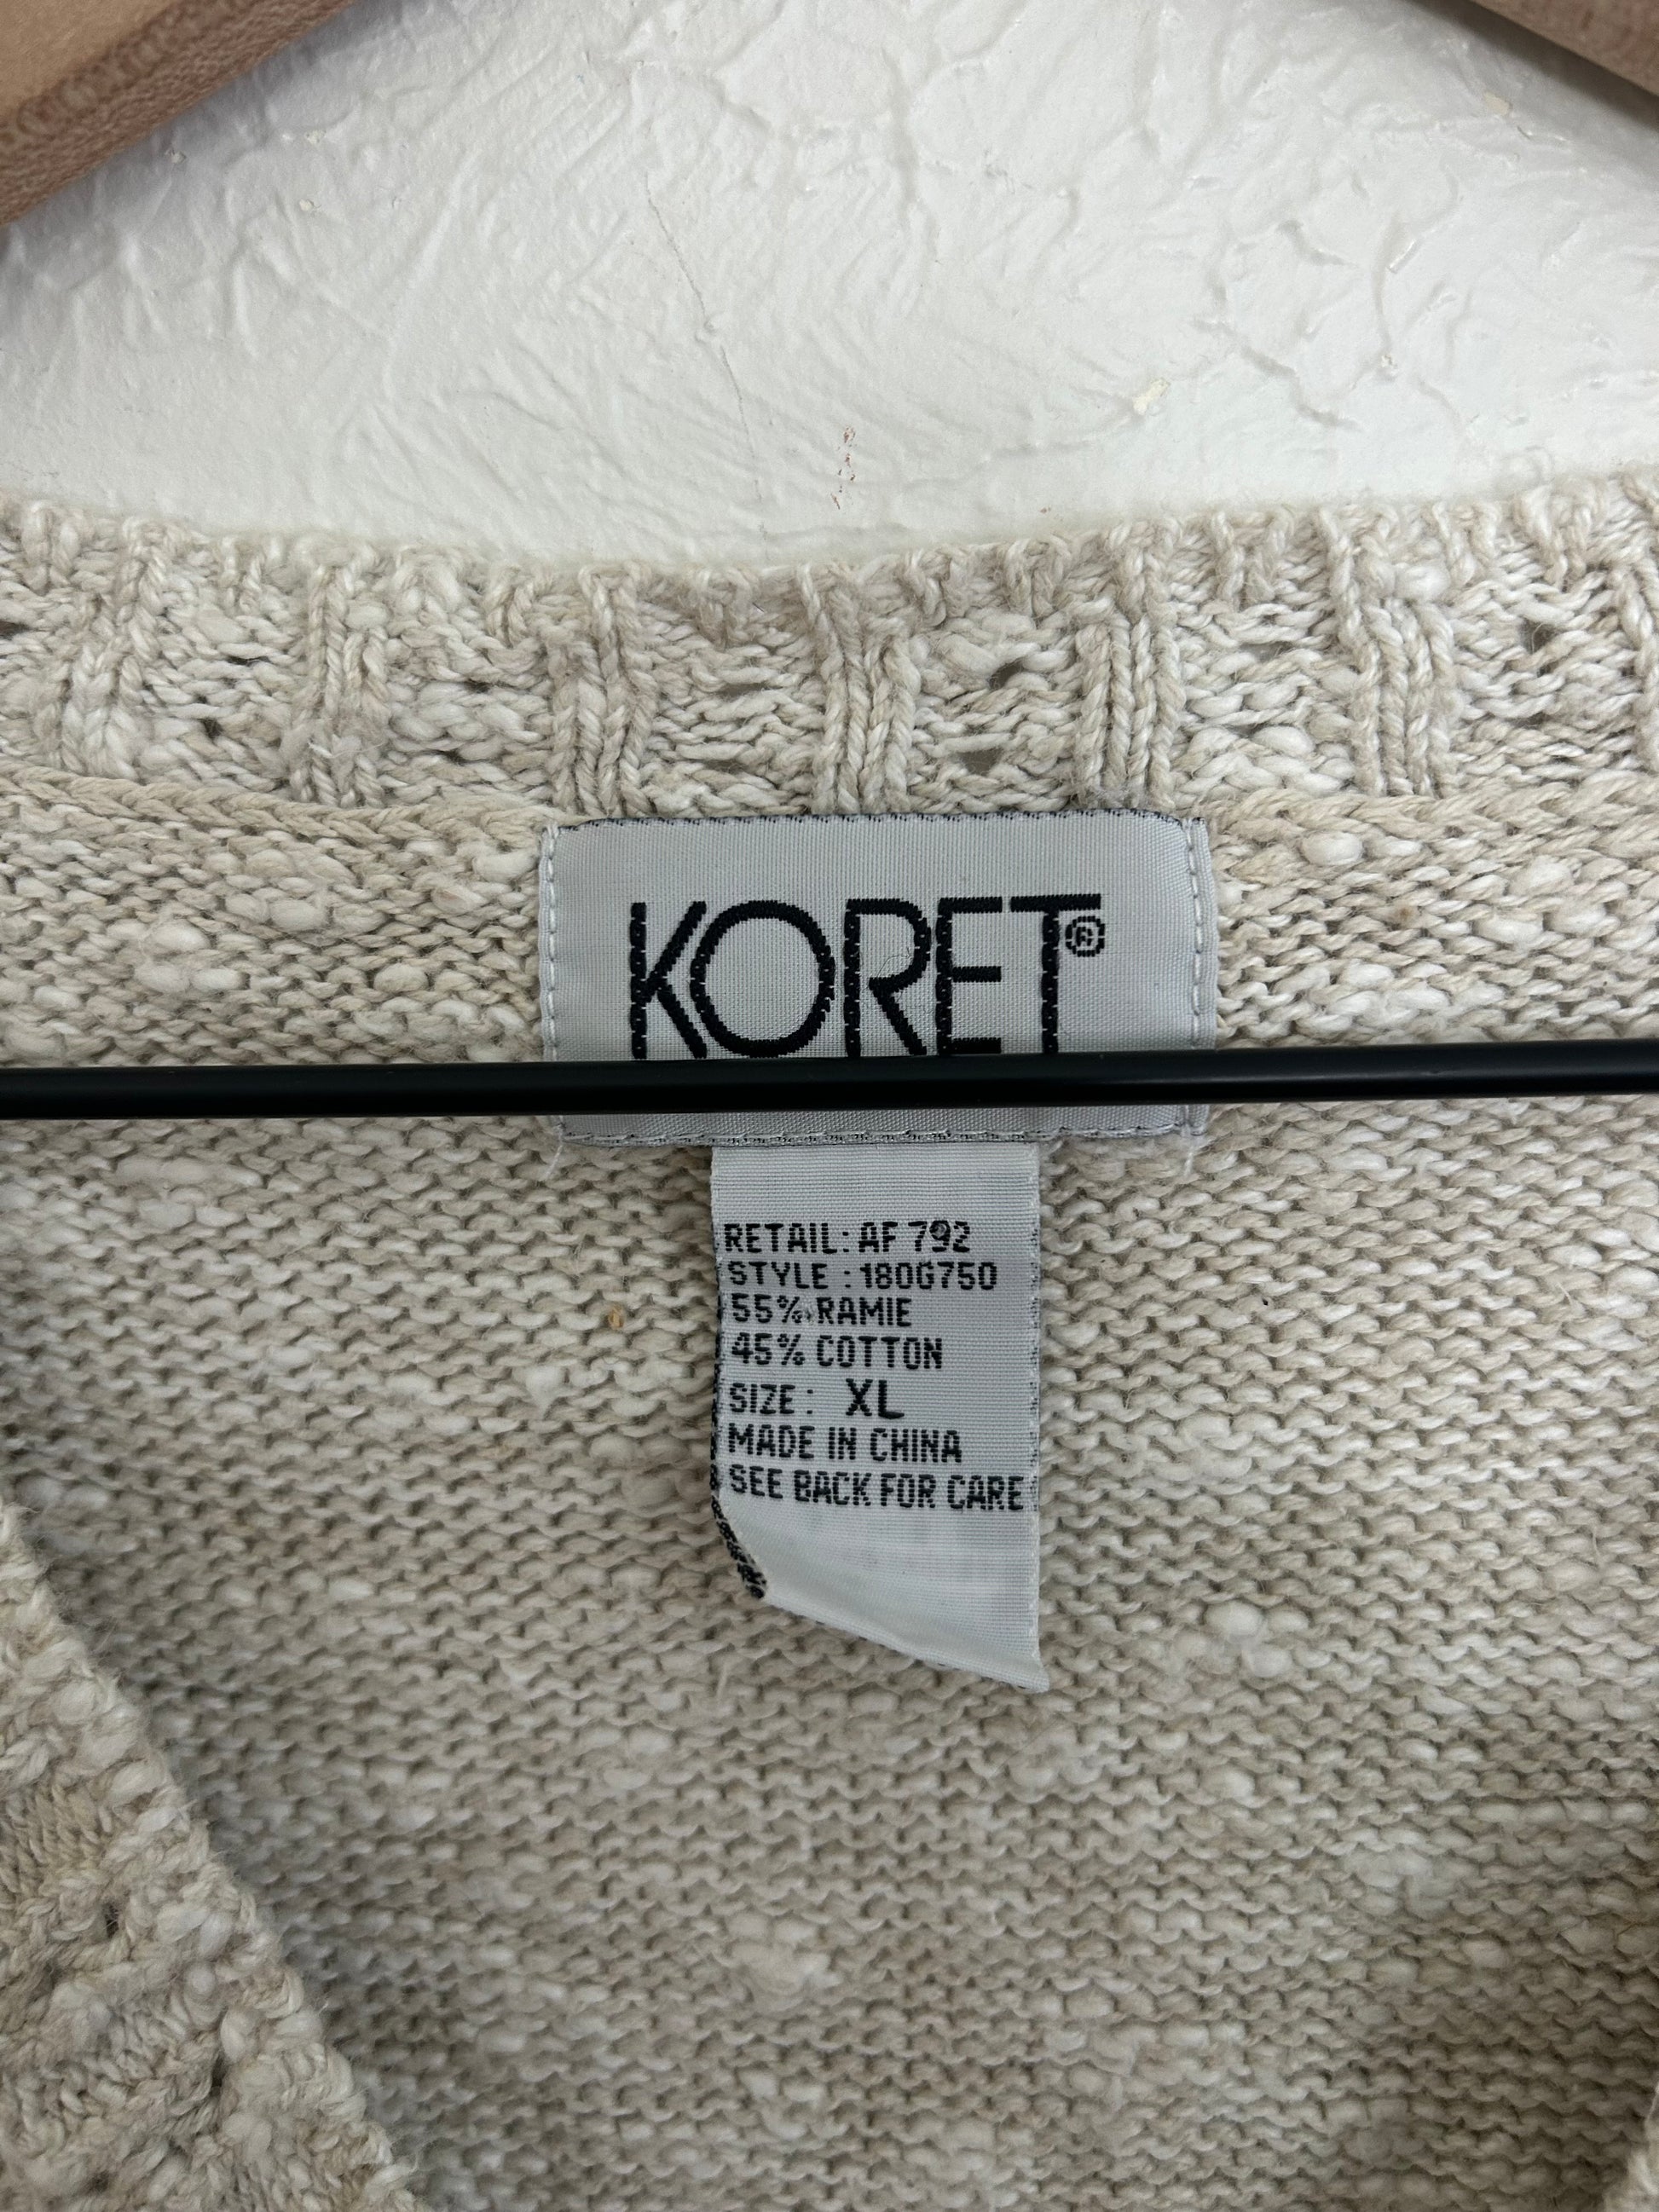 KORET®
RETAIL: AF 792
STYLE : 180G750
55% RAMIE
45% COTTON
SIZE: XL
MADE IN CHINA
SEE BACK FOR CARE